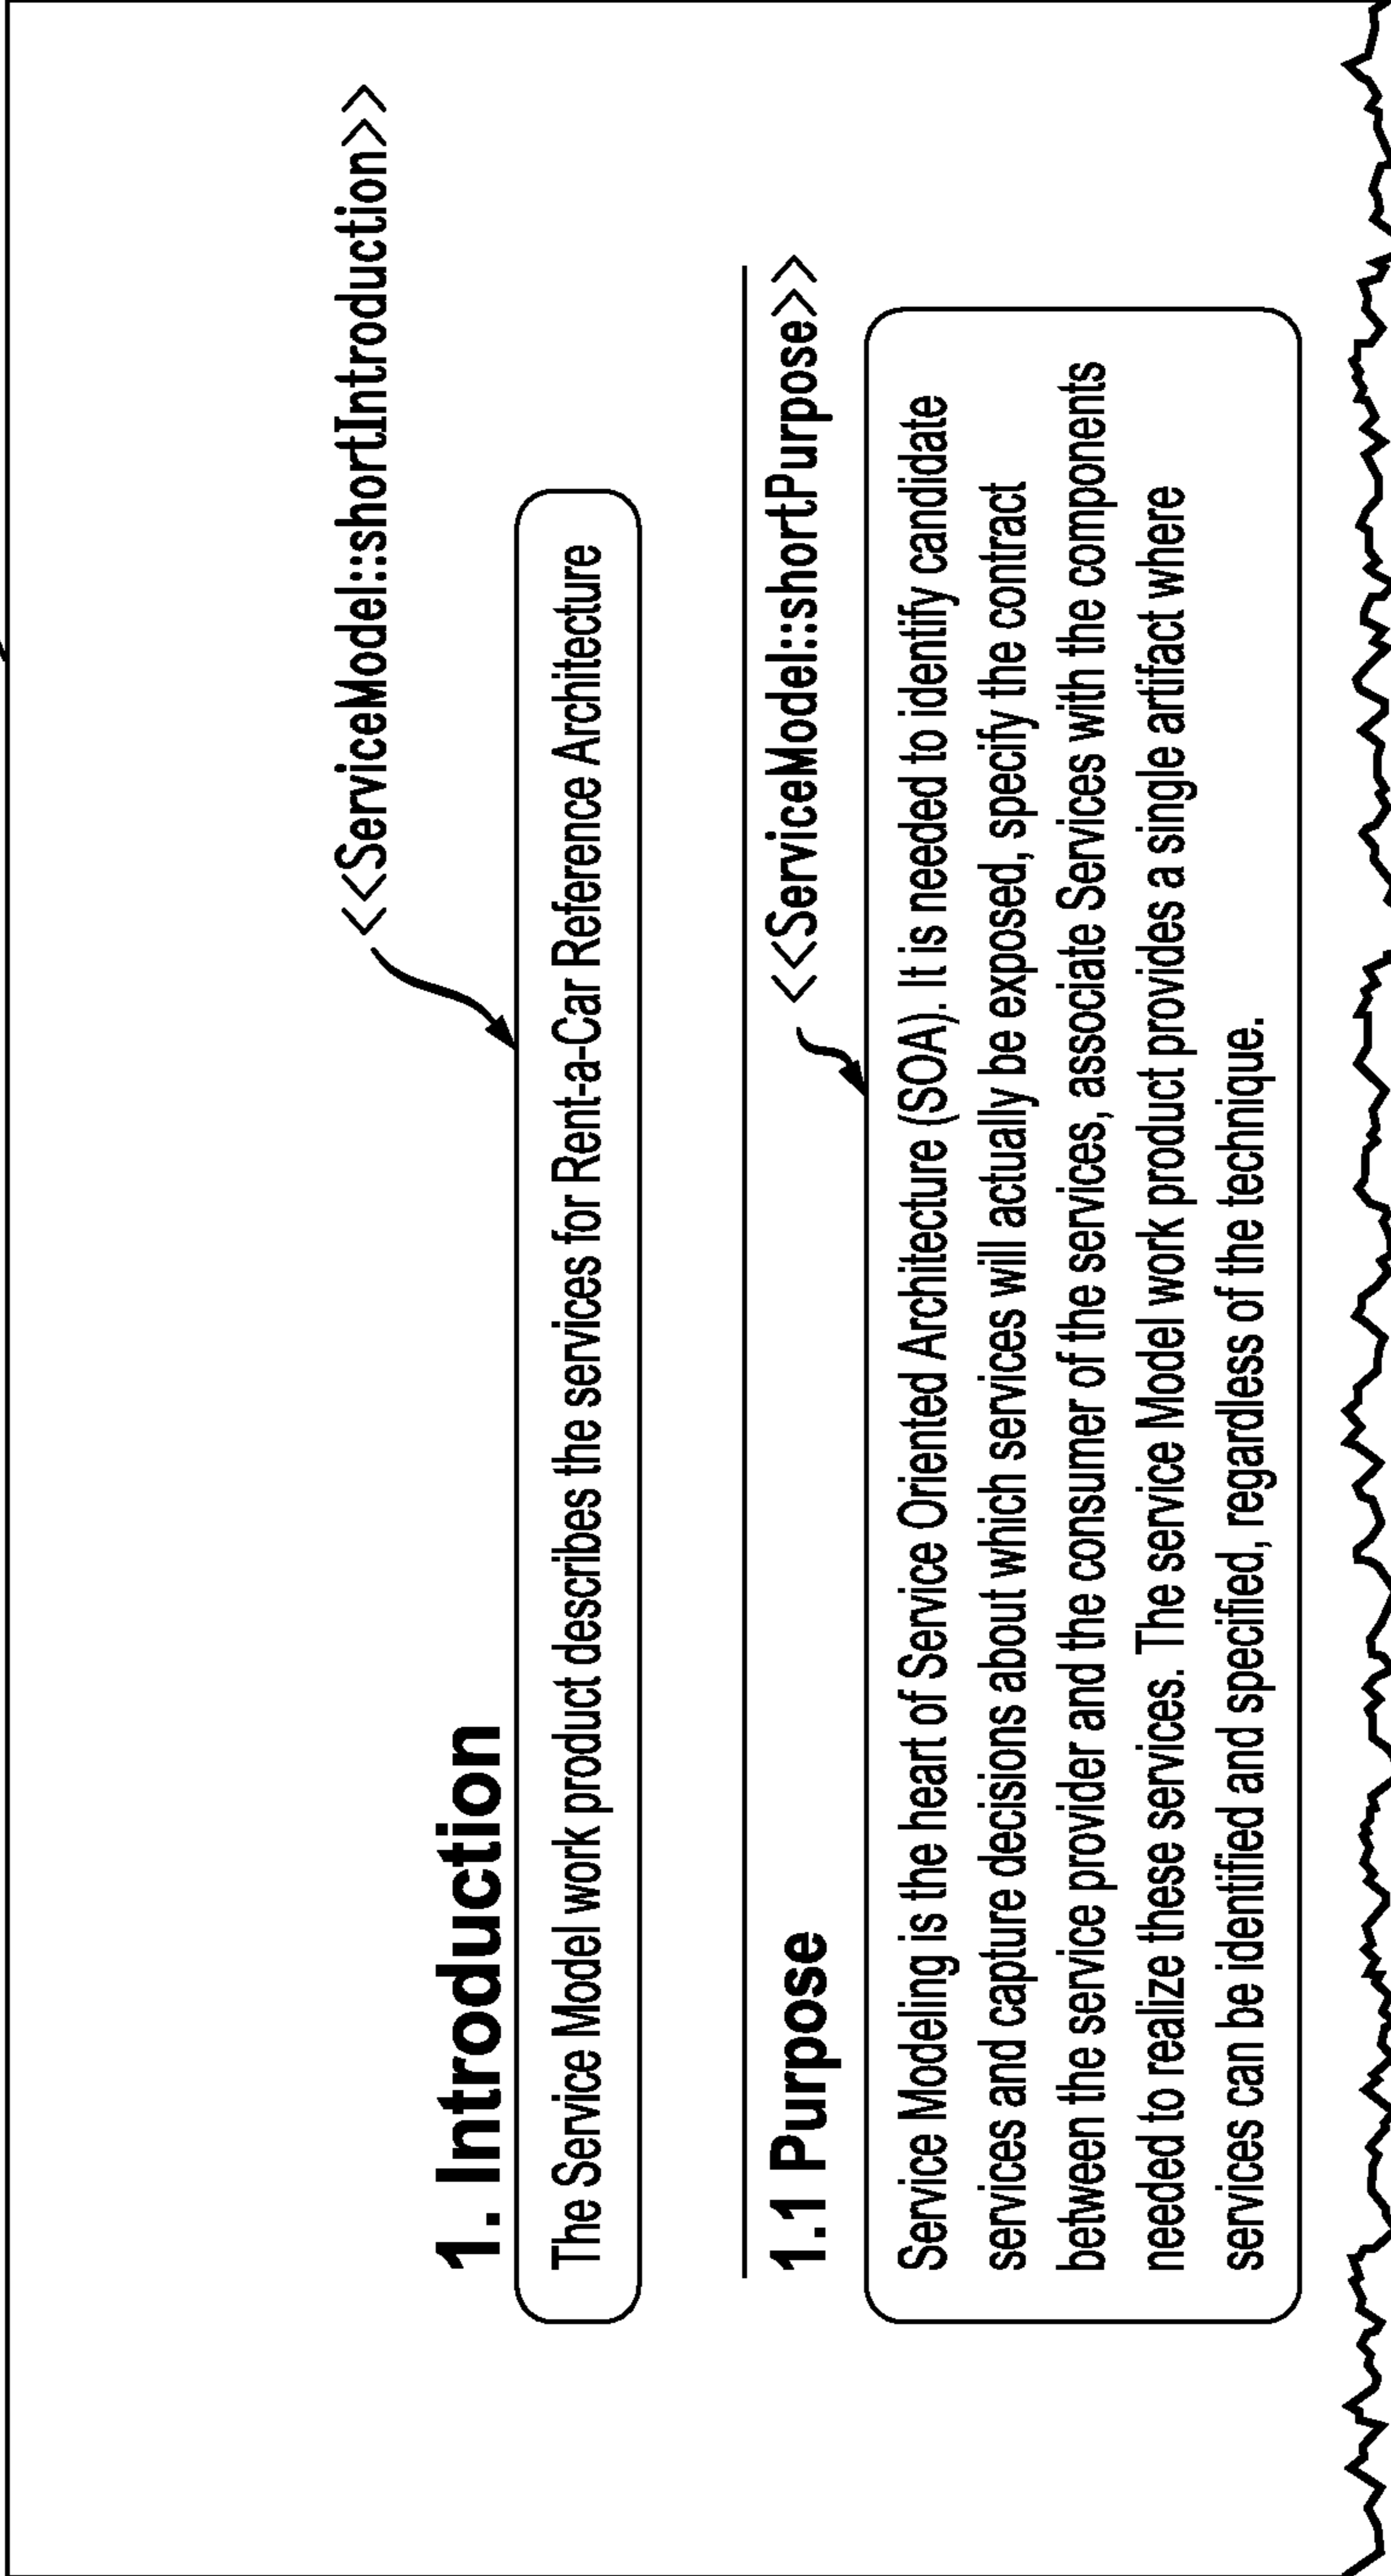 <<ServiceModel::shortIntroduction>>
1. Introduction
The Service Model work product describes the services for Rent-a-Car Reference Architecture
<<ServiceModel::shortPurpose>>
1.1 Purpose
Service Modeling is the heart of Service Oriented Architecture (SOA). It is needed to identify candidate
services and capture decisions about which services will actually be exposed, specify the contract
between the service provider and the consumer of the services, associate Services with the components
needed to realize these services. The service Model work product provides a single artifact where
services can be identified and specified, regardless of the technique.